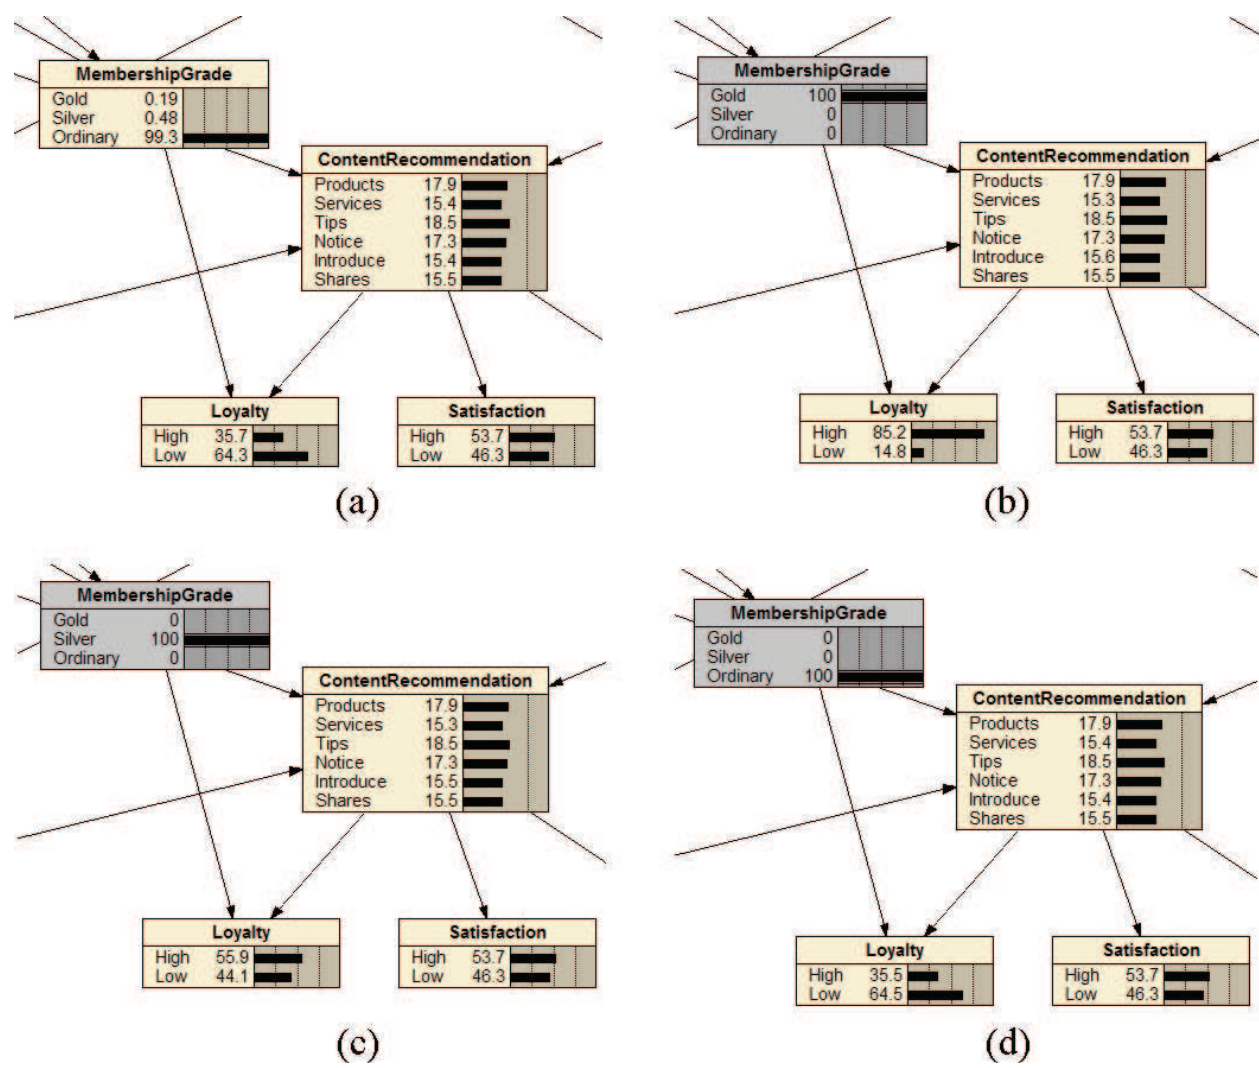 MembershipGrade
Gold 0.19
Silver 0.48
Ordinary 99.3
ContentRecommendation
Products 17.9
Services 15.4
Tips 18.5
Notice 17.3
Introduce 15.4
Shares 15.5
Loyalty
High 35.7
Low 64.3
Satisfaction
High 53.7
Low 46.3
(a)
MembershipGrade
Gold 100
Silver 0
Ordinary 0
ContentRecommendation
Products 17.9
Services 15.3
Tips 18.5
Notice 17.3
Introduce 15.6
Shares 15.5
Loyalty
High 85.2
Low 14.8
Satisfaction
High 53.7
Low 46.3
(b)
MembershipGrade
Gold 0
Silver 100
Ordinary 0
ContentRecommendation
Products 17.9
Services 15.3
Tips 18.5
Notice 17.3
Introduce 15.5
Shares 15.5
Loyalty
High 55.9
Low 44.1
Satisfaction
High 53.7
Low 46.3
(c)
MembershipGrade
Gold 0
Silver 0
Ordinary 100
ContentRecommendation
Products 17.9
Services 15.4
Tips 18.5
Notice 17.3
Introduce 15.4
Shares 15.5
Loyalty
High 35.5
Low 64.5
Satisfaction
High 53.7
Low 46.3
(d)